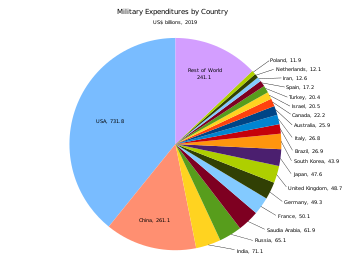 Military Expenditures by Country
US$ billions, 2019
Rest of World
241.1
Poland, 11.9
Netherlands, 12.1
Iran, 12.6
Spain, 17.2
Turkey, 20.4
Israel, 20.5
Canada, 22.2
Australia, 25.9
Italy, 26.8
Brazil, 26.9
South Korea, 43.9
Japan, 47.6
United Kingdom, 48.7
Germany, 49.3
France, 50.1
Saudia Arabia, 61.9
Russia, 65.1
India, 71.1
China, 261.1
USA, 731.8